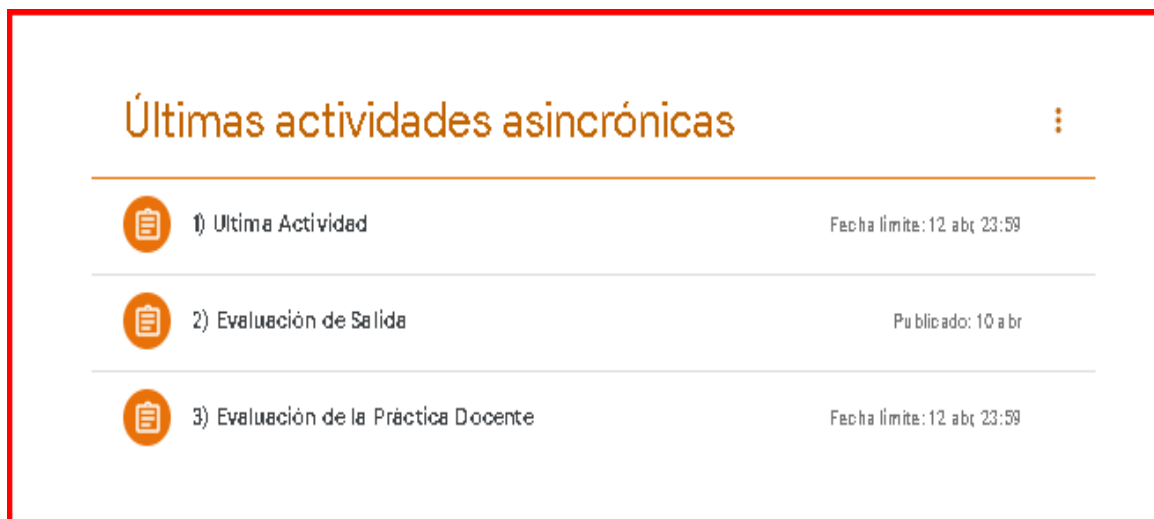 Últimas actividades asincrónicas
1) Ultima Actividad
Fecha límite: 12 abr, 23:59
2) Evaluación de Salida
Publicado: 10 abr
3) Evaluación de la Práctica Docente
Fecha límite: 12 abr, 23:59